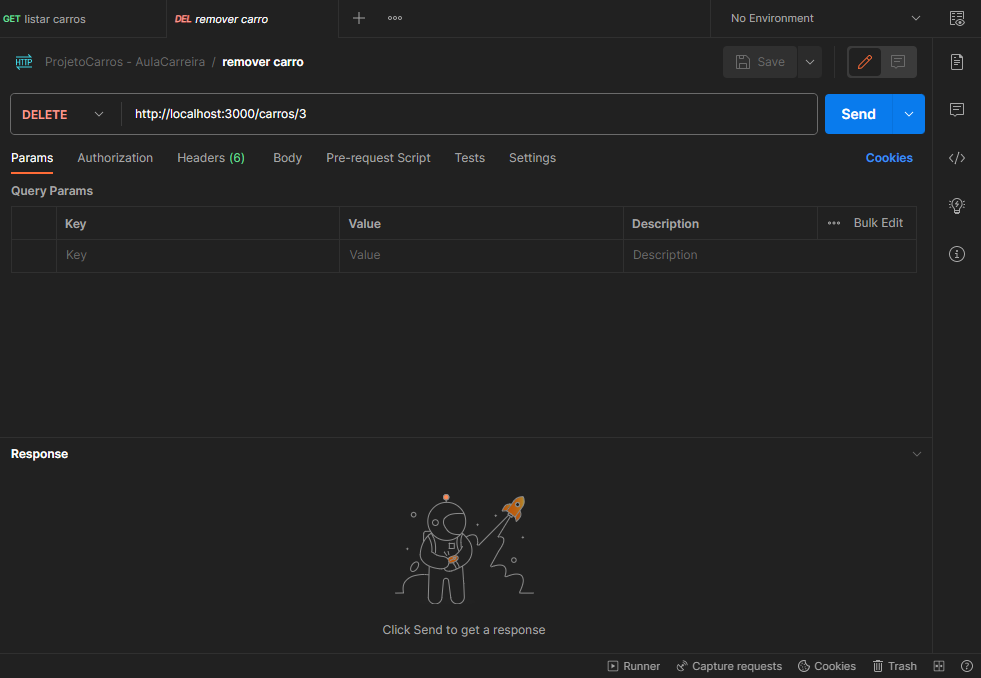 GET listar carros DEL remover carro No Environment
HTTP ProjetoCarros - AulaCarreira / remover carro Save
DELETE http://localhost:3000/carros/3 Send
Params Authorization Headers (6) Body Pre-request Script Tests Settings Cookies
Query Params
Key Value Description Bulk Edit
Key Value Description
Response
Click Send to get a response
Runner Capture requests Cookies Trash